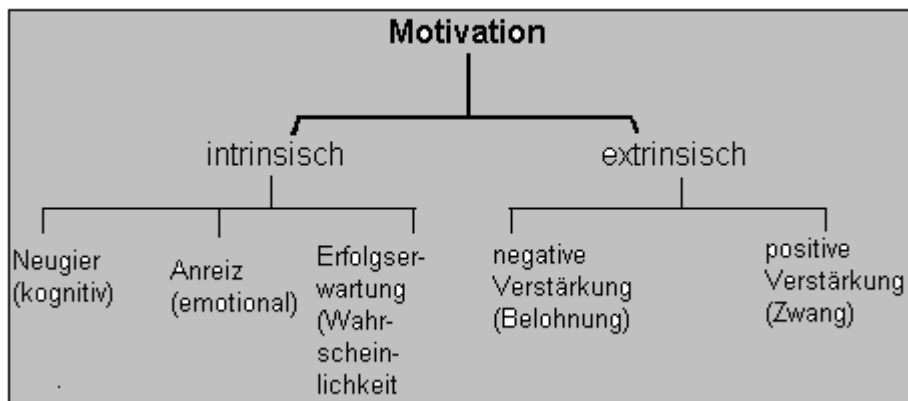 Motivation
intrinsisch
extrinsisch
Neugier
(kognitiv)
Anreiz
(emotional)
Erfolgser-
wartung
(Wahr-
schein-
lichkeit
negative
Verstärkung
(Belohnung)
positive
Verstärkung
(Zwang)